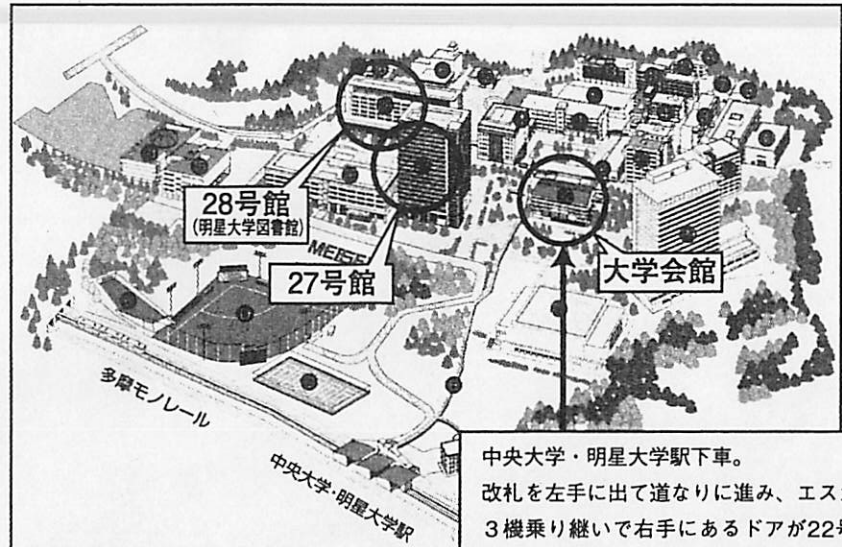 28号館
(明星大学図書館)
MEISE
27号館
大学会館
多摩モノレール
中央大学・明星大学駅
中央大学・明星大学駅下車。
改札を左手に出て道なりに進み、エス
3機乗り継いで右手にあるドアが22